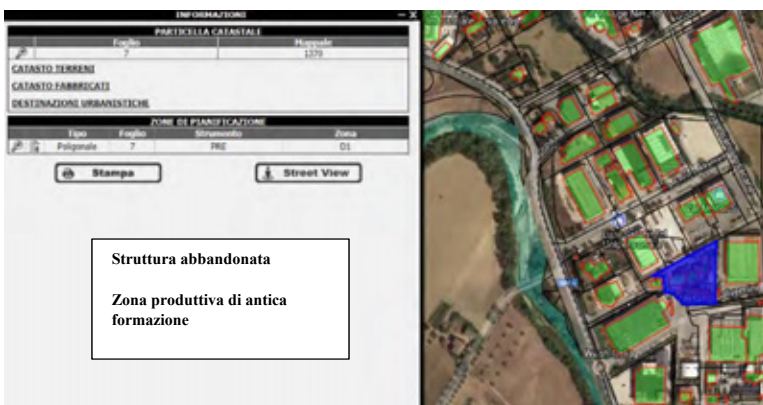 INFORMAZIONI
PARTICELLA CATASTALE
Foglio Mappale
7 1370
CATASTO TERRENI
CATASTO FABBRICATI
DESTINAZIONI URBANISTICHE
ZONE DI PIANIFICAZIONE
Tipo Foglio Strumento Zona
Poligonale 7 PRE D1
Stampa Street View
Struttura abbandonata
Zona produttiva di antica
formazione